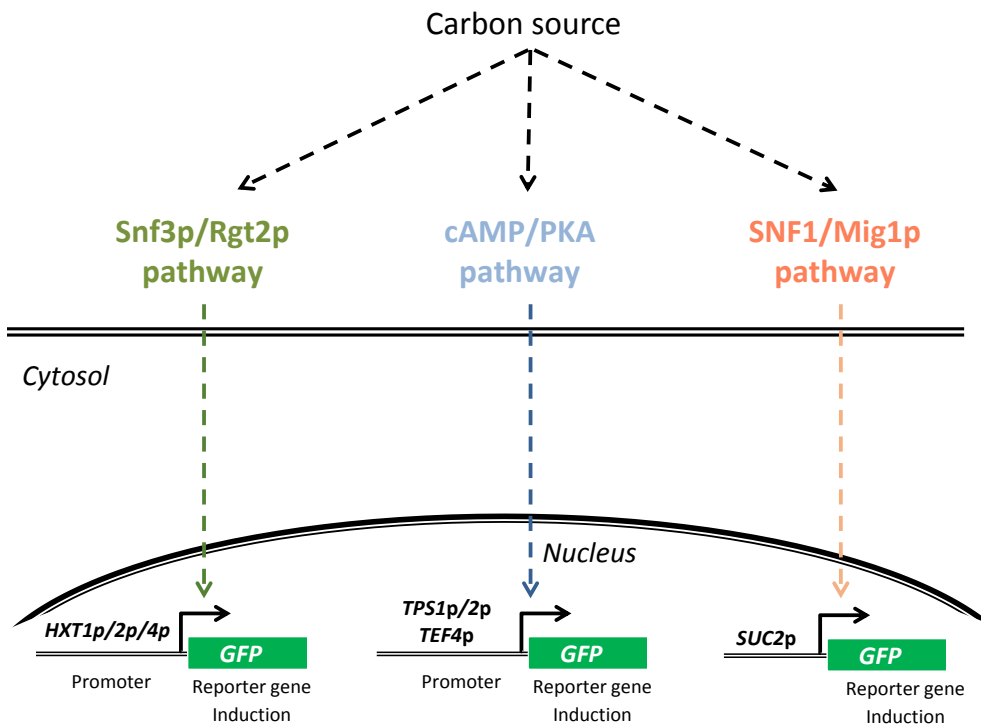 Carbon source
Snf3p/Rgt2p
pathway
cAMP/PKA
pathway
SNF1/Mig1p
pathway
Cytosol
Nucleus
HXT1p/2p/4p
GFP
Promoter
Reporter gene
Induction
TPS1p/2p
TEF4p
GFP
Promoter
Reporter gene
Induction
SUC2p
GFP
Reporter gene
Induction